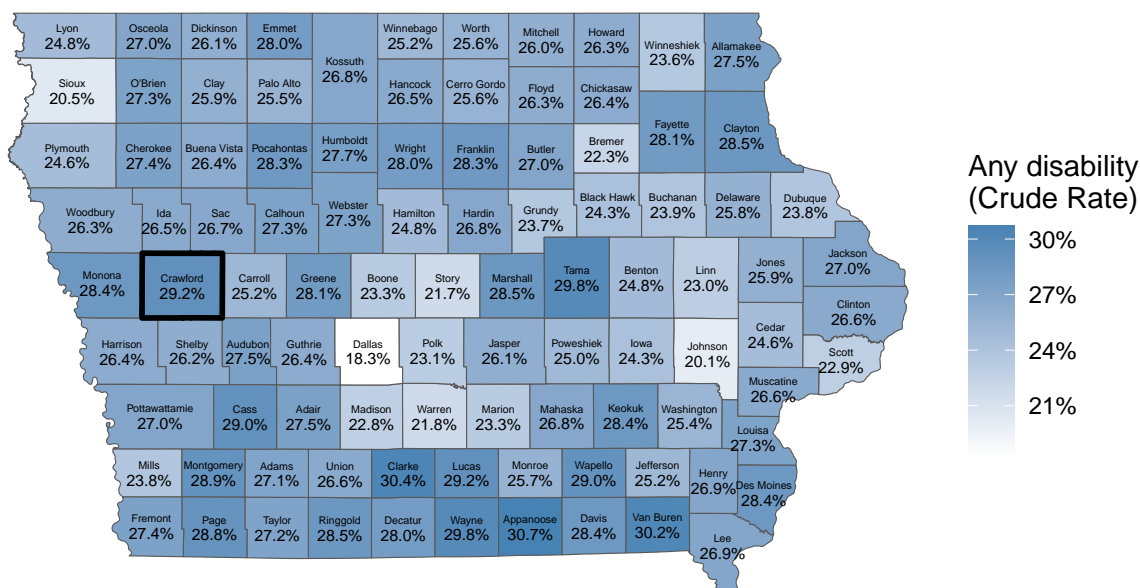 Lyon
24.8%
Osceola
27.0%
Dickinson
26.1%
Emmet
28.0%
Kossuth
26.8%
Winnebago
25.2%
Worth
25.6%
Mitchell
26.0%
Howard
26.3%
Winneshiek
23.6%
Allamakee
27.5%
Sioux
20.5%
O'Brien
27.3%
Clay
25.9%
Palo Alto
25.5%
Hancock
26.5%
Cerro Gordo
25.6%
Floyd
26.3%
Chickasaw
26.4%
Fayette
28.1%
Clayton
28.5%
Plymouth
24.6%
Cherokee
27.4%
Buena Vista
26.4%
Pocahontas
28.3%
Humboldt
27.7%
Wright
28.0%
Franklin
28.3%
Butler
27.0%
Bremer
22.3%
Woodbury
26.3%
Ida
26.5%
Sac
26.7%
Calhoun
27.3%
Webster
27.3%
Hamilton
24.8%
Hardin
26.8%
Grundy
23.7%
Black Hawk
24.3%
Buchanan
23.9%
Delaware
25.8%
Dubuque
23.8%
Monona
28.4%
Crawford
29.2%
Carroll
25.2%
Greene
28.1%
Boone
23.3%
Story
21.7%
Marshall
28.5%
Tama
29.8%
Benton
24.8%
Linn
23.0%
Jones
25.9%
Jackson
27.0%
Clinton
26.6%
Harrison
26.4%
Shelby
26.2%
Audubon
27.5%
Guthrie
26.4%
Dallas
18.3%
Polk
23.1%
Jasper
26.1%
Poweshiek
25.0%
Iowa
24.3%
Johnson
20.1%
Cedar
24.6%
Scott
22.9%
Muscatine
26.6%
Pottawattamie
27.0%
Cass
29.0%
Adair
27.5%
Madison
22.8%
Warren
21.8%
Marion
23.3%
Mahaska
26.8%
Keokuk
28.4%
Washington
25.4%
Louisa
27.3%
Mills
23.8%
Montgomery
28.9%
Adams
27.1%
Union
26.6%
Clarke
30.4%
Lucas
29.2%
Monroe
25.7%
Wapello
29.0%
Jefferson
25.2%
Henry
26.9%
Des Moines
28.4%
Fremont
27.4%
Page
28.8%
Taylor
27.2%
Ringgold
28.5%
Decatur
28.0%
Wayne
29.8%
Appanoose
30.7%
Davis
28.4%
Van Buren
30.2%
Lee
26.9%
Any disability
(Crude Rate)
30%
27%
24%
21%